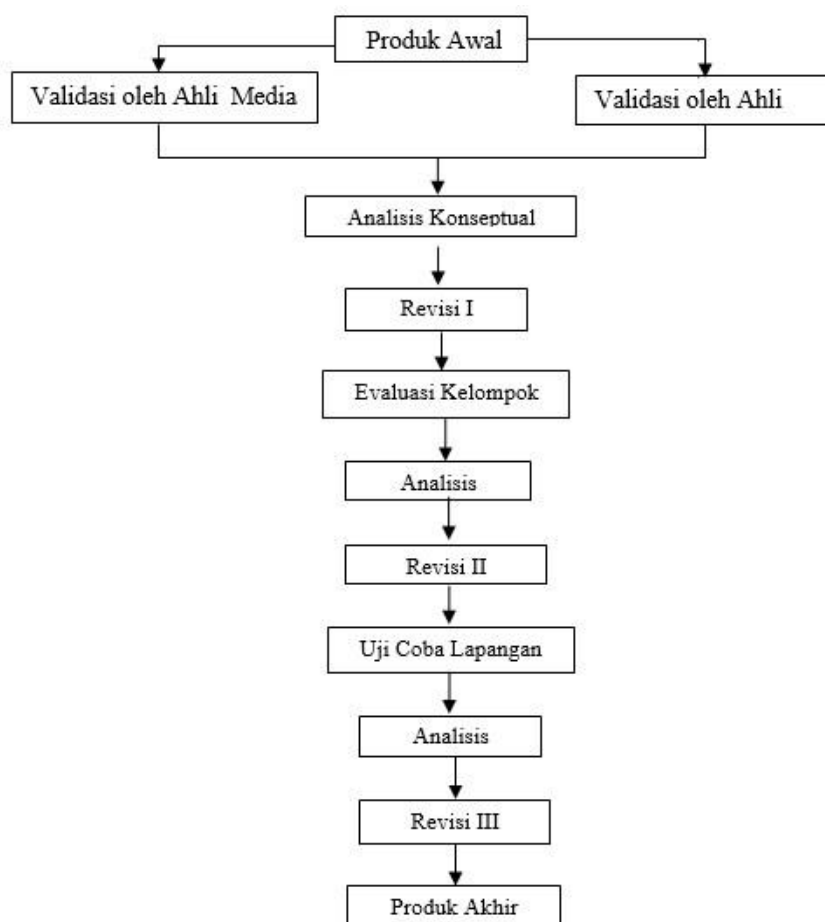 Produk Awal
Validasi oleh Ahli Media
Validasi oleh Ahli
Analisis Konseptual
Revisi I
Evaluasi Kelompok
Analisis
Revisi II
Uji Coba Lapangan
Analisis
Revisi III
Produk Akhir